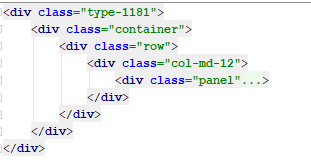 <div class="type-1181">
<div class="container">
<div class="row">
<div class="col-md-12">
<div class="panel"...>
</div>
</div>
</div>
</div>